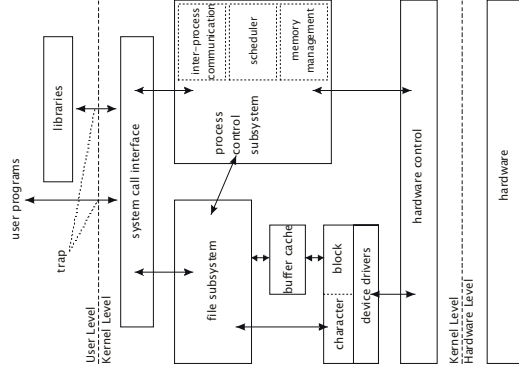 user programs
libraries
trap
User Level
Kernel Level
system call interface
file subsystem
process
control
subsystem
inter-process
communication
scheduler
memory
management
buffer cache
character
block
device drivers
hardware control
Kernel Level
Hardware Level
hardware